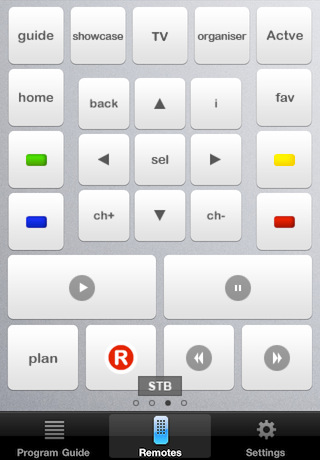 guide
showcase
TV
organiser
Actve
home
back
i
fav
sel
ch+
ch-
plan
R
STB
Program Guide
Remotes
Settings